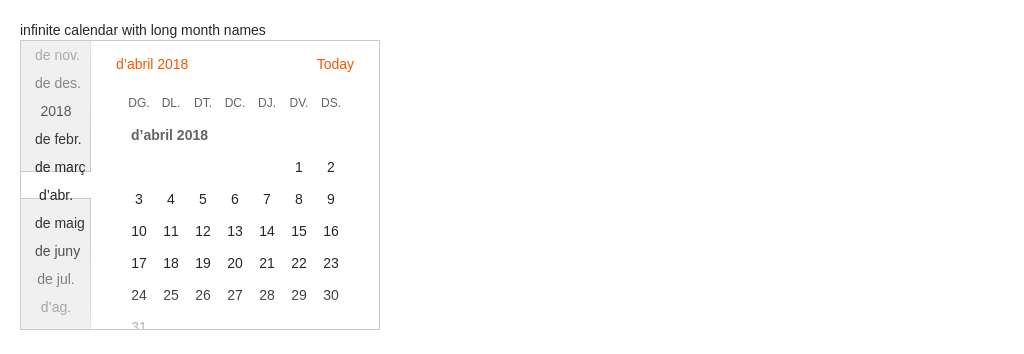 infinite calendar with long month names
de nov.
de des.
2018
de febr.
de març
d’abr.
de maig
de juny
de jul.
d’ag.
d’abril 2018 Today
DG. DL. DT. DC. DJ. DV. DS.
d’abril 2018
1 2
3 4 5 6 7 8 9
10 11 12 13 14 15 16
17 18 19 20 21 22 23
24 25 26 27 28 29 30
31